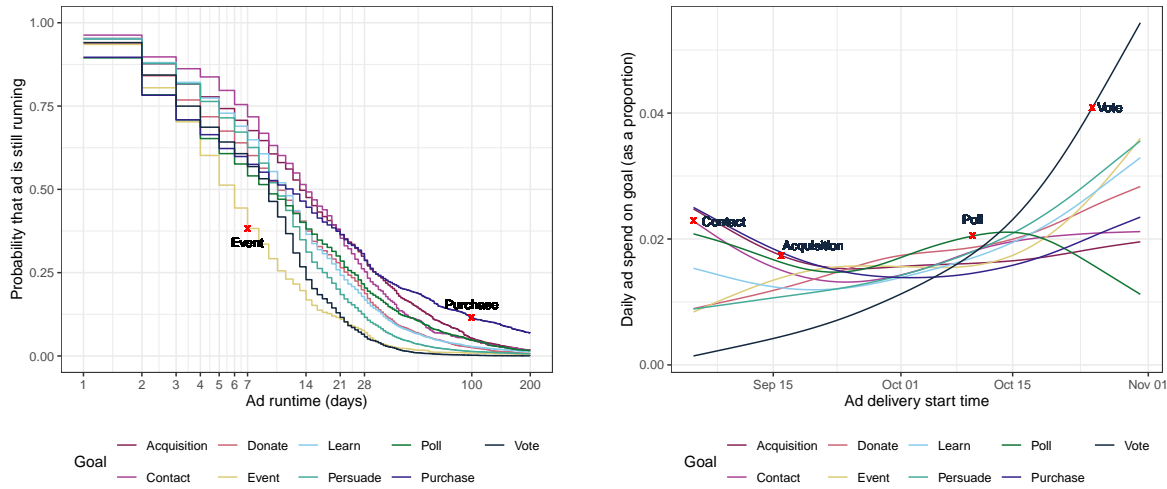 Probability that ad is still running
1.00
0.75
0.50
0.25
0.00
Event
Purchase
1 2 3 4 5 6 7 14 21 28 100 200
Ad runtime (days)
Goal
Acquisition Donate Learn Poll Vote
Contact Event Persuade Purchase
Daily ad spend on goal (as a proportion)
0.04
0.02
0.00
Vote
Contact
Poll
Acquisition
Sep 15 Oct 01 Oct 15 Nov 01
Ad delivery start time
Goal
Acquisition Donate Learn Poll Vote
Contact Event Persuade Purchase